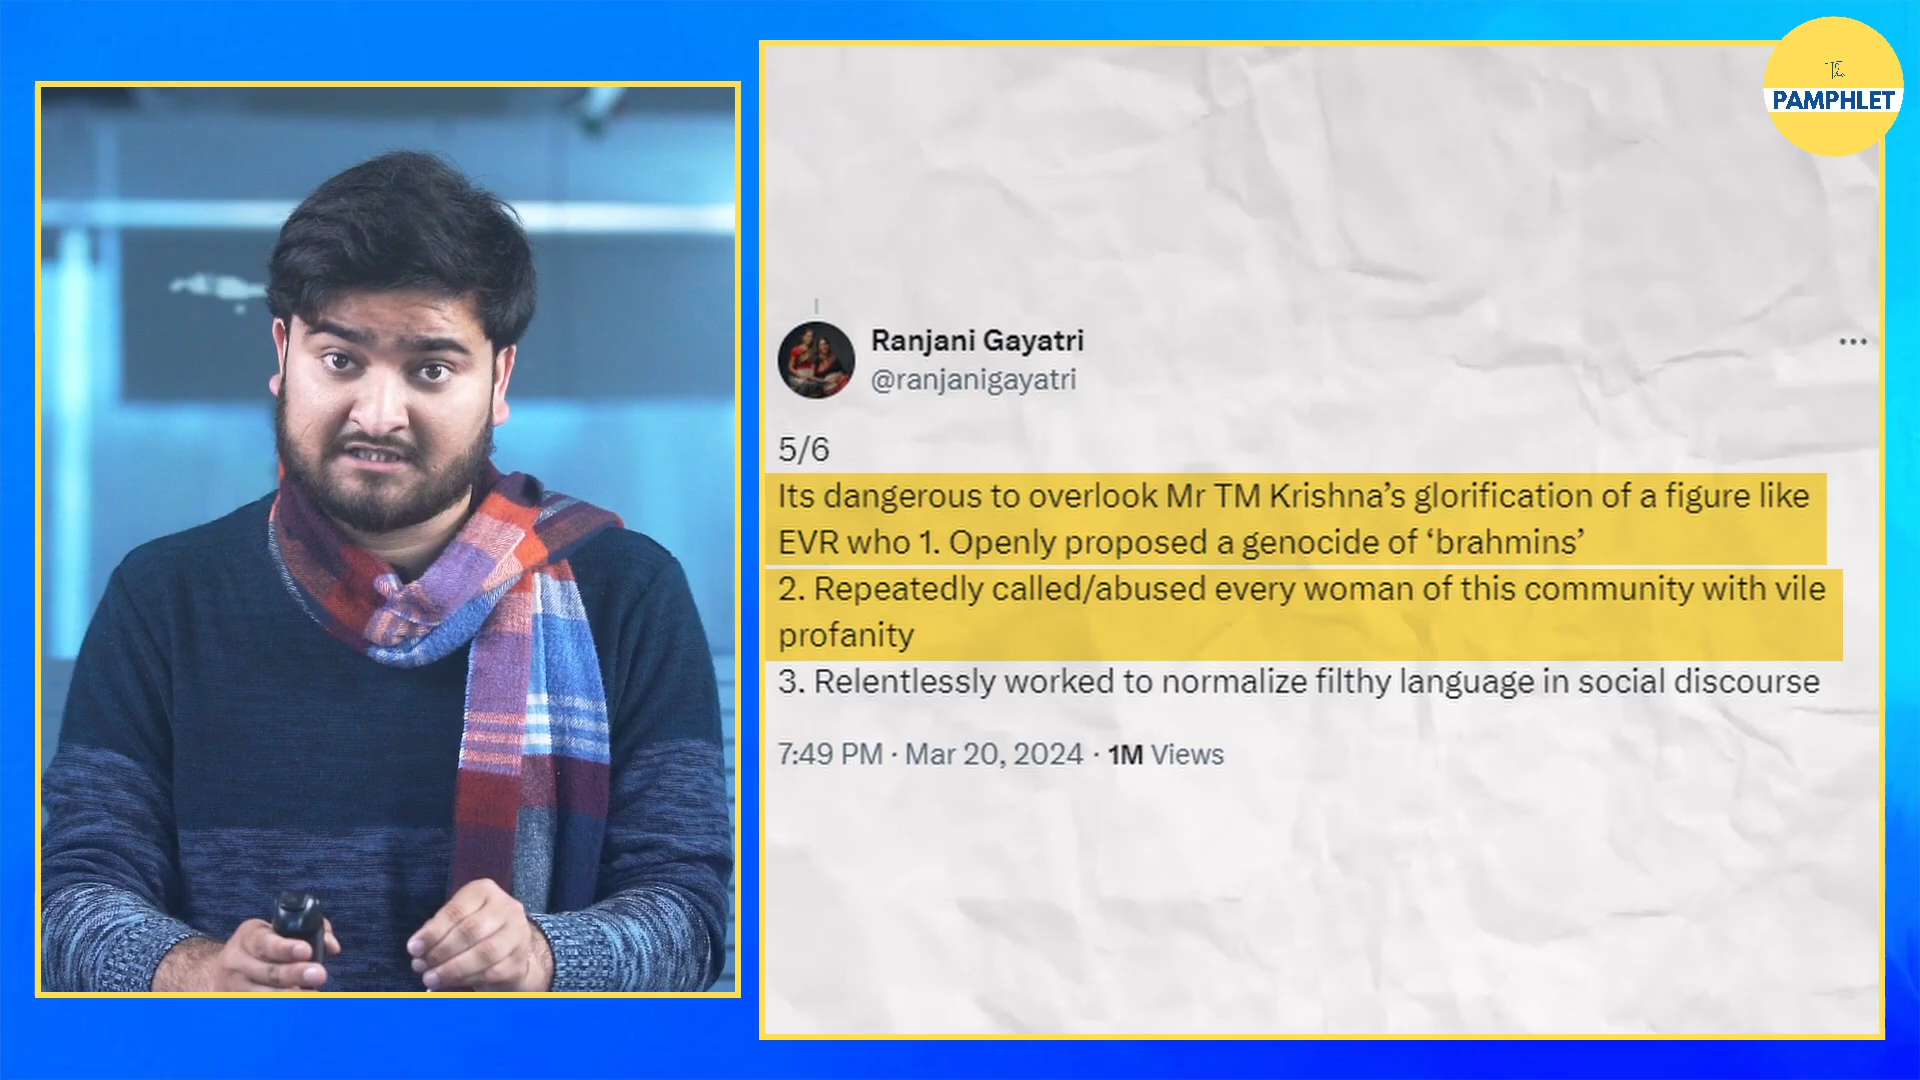 THE
PAMPHLET
Ranjani Gayatri
@ranjanigayatri
5/6
Its dangerous to overlook Mr TM Krishna’s glorification of a figure like
EVR who 1. Openly proposed a genocide of ‘brahmins’
2. Repeatedly called/abused every woman of this community with vile
profanity
3. Relentlessly worked to normalize filthy language in social discourse
7:49 PM · Mar 20, 2024 · 1M Views